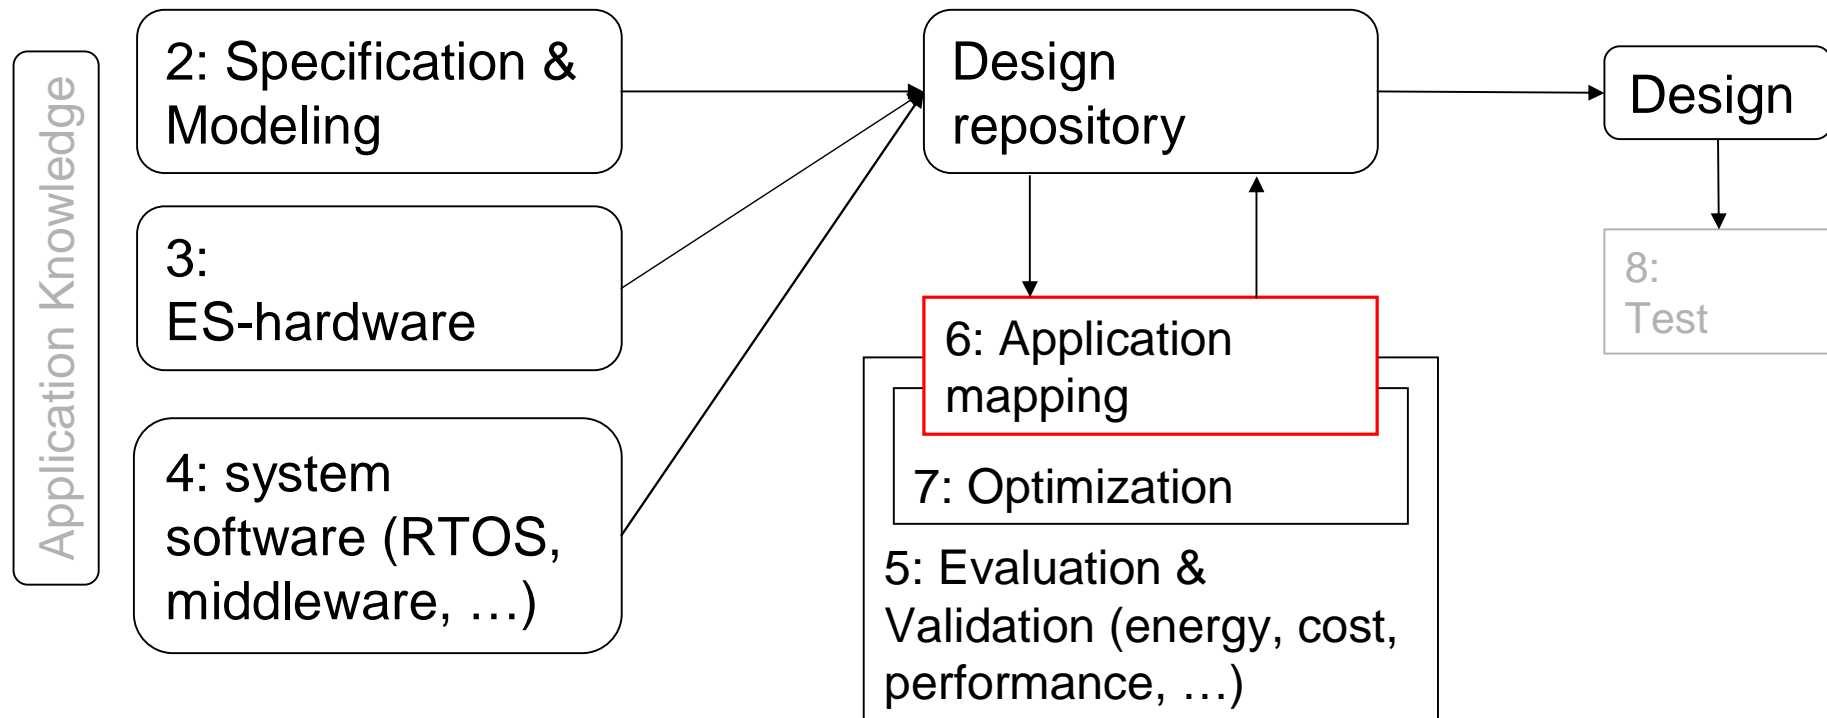 Application Knowledge
2: Specification &
Modeling
3:
ES-hardware
4: system
software (RTOS,
middleware, …)
Design
repository
6: Application
mapping
7: Optimization
5: Evaluation &
Validation (energy, cost,
performance, …)
Design
8:
Test